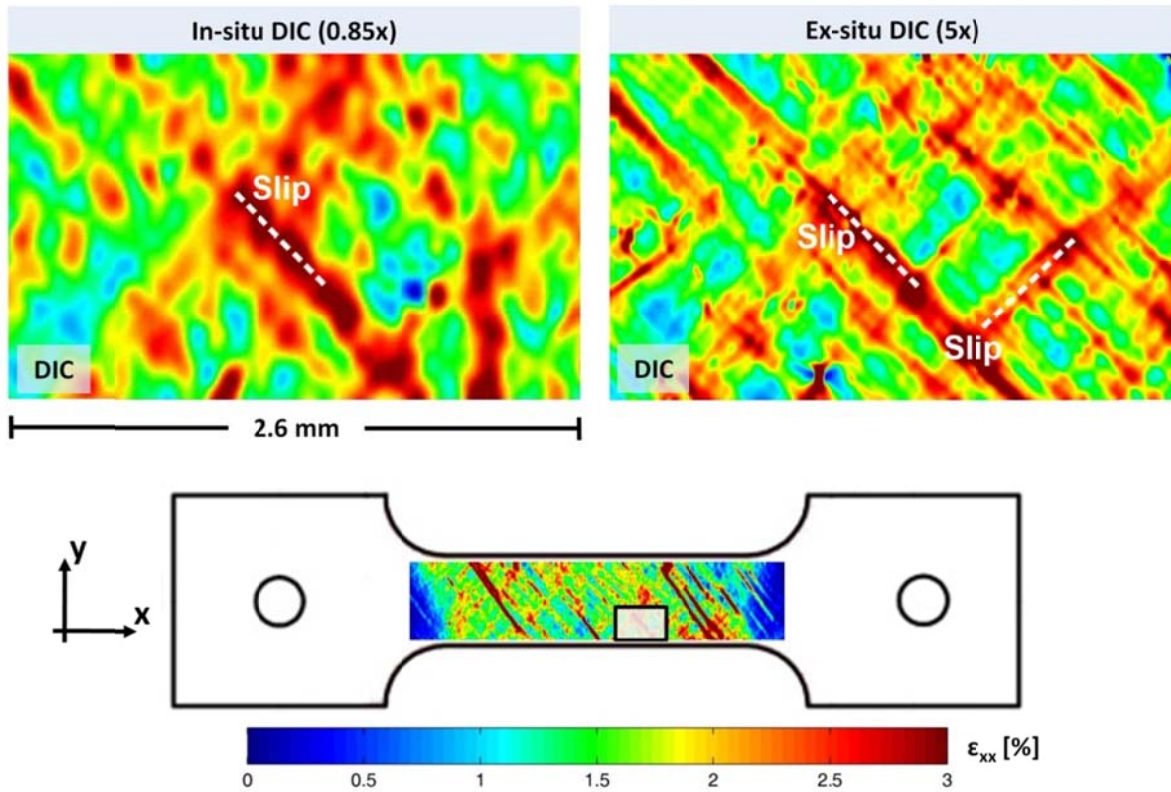 In-situ DIC (0.85x)
Ex-situ DIC (5x)
Slip
Slip
Slip
DIC
DIC
2.6 mm
y
x
εxx [%]
0 0.5 1 1.5 2 2.5 3